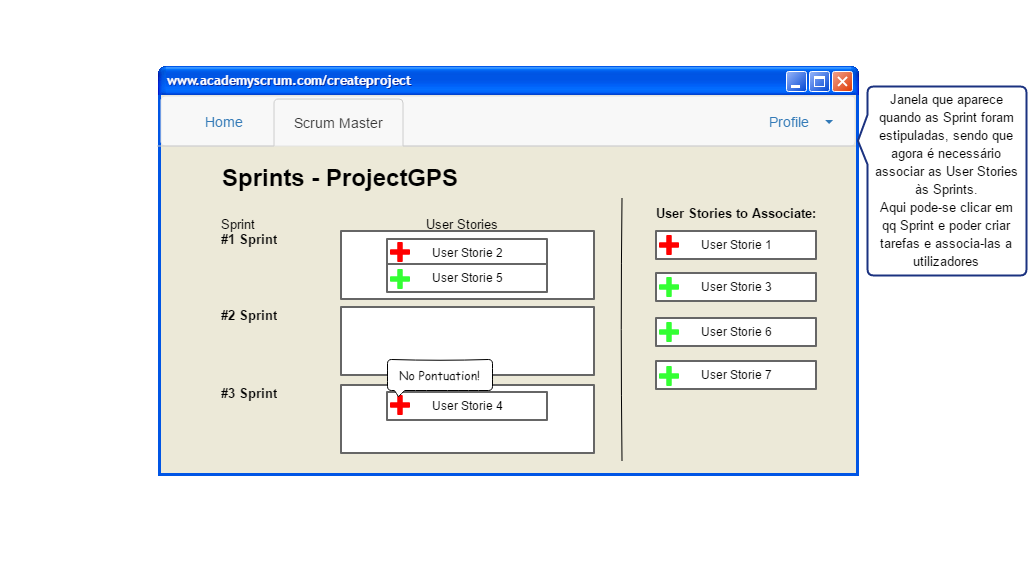 www.academyscrum.com/createproject
Home
Scrum Master
Profile
Sprints - ProjectGPS
Sprint
User Stories
#1 Sprint
User Storie 2
User Storie 5
#2 Sprint
#3 Sprint
No Pontuation!
User Storie 4
User Stories to Associate:
User Storie 1
User Storie 3
User Storie 6
User Storie 7
Janela que aparece
quando as Sprint foram
estipuladas, sendo que
agora é necessário
associar as User Stories
às Sprints.
Aqui pode-se clicar em
qq Sprint e poder criar
tarefas e associa-las a
utilizadores